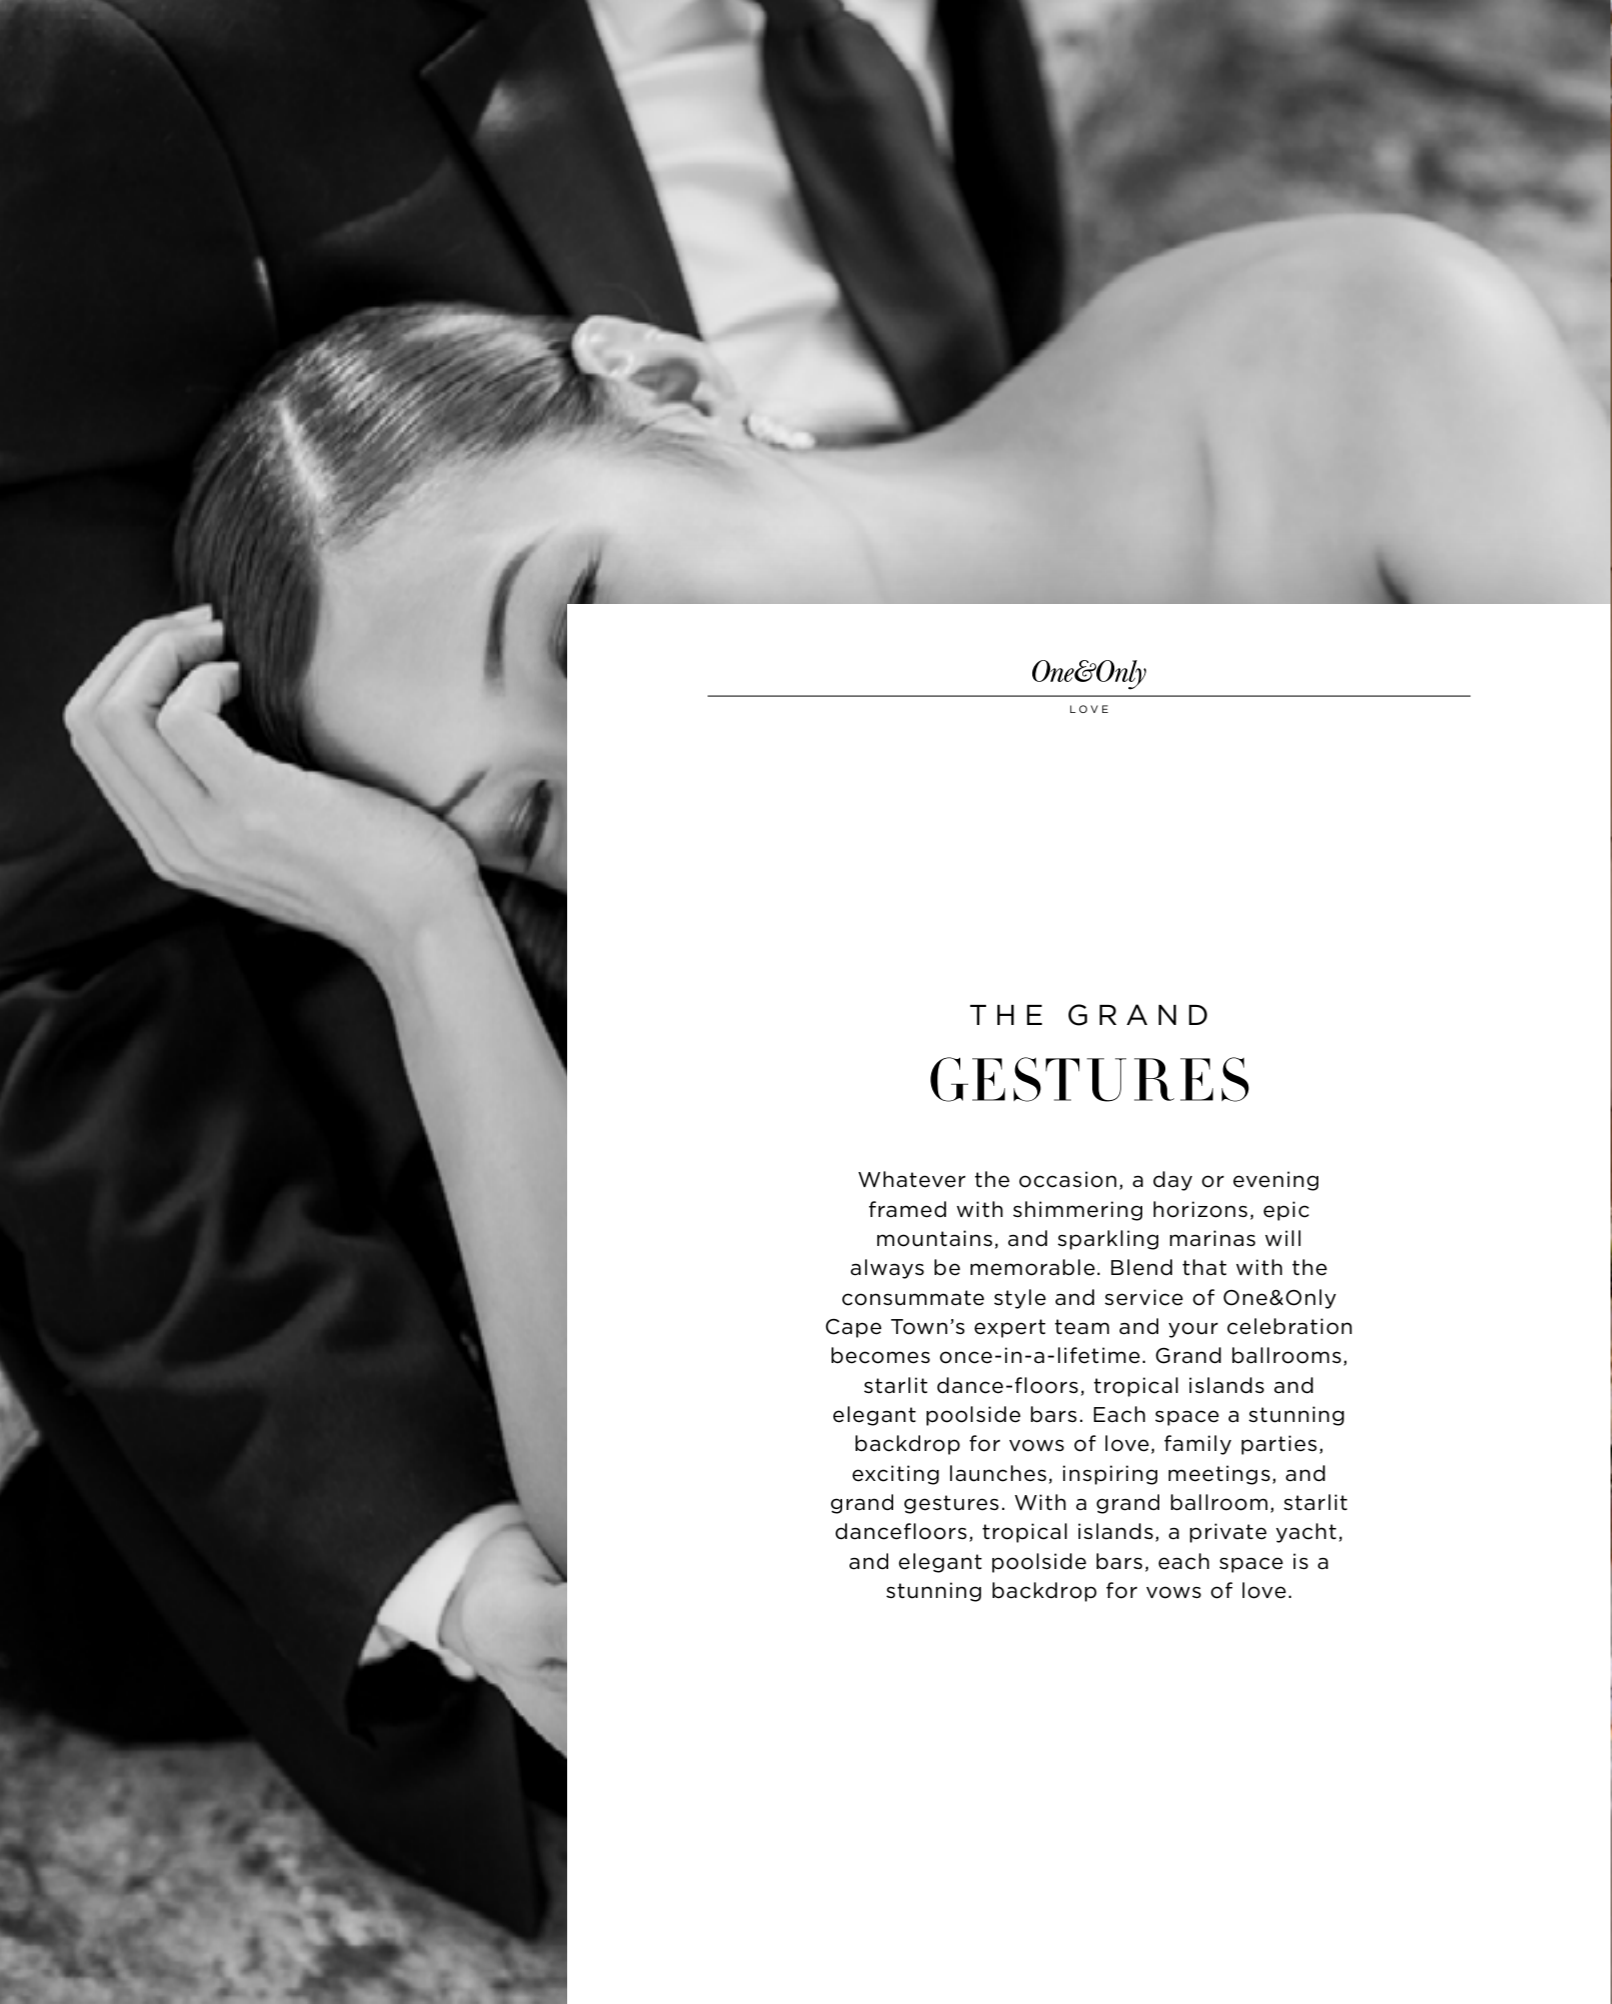 One&Only
LOVE
THE GRAND
GESTURES
Whatever the occasion, a day or evening
framed with shimmering horizons, epic
mountains, and sparkling marinas will
always be memorable. Blend that with the
consummate style and service of One&Only
Cape Town’s expert team and your celebration
becomes once-in-a-lifetime. Grand ballrooms,
starlit dance-floors, tropical islands and
elegant poolside bars. Each space a stunning
backdrop for vows of love, family parties,
exciting launches, inspiring meetings, and
grand gestures. With a grand ballroom, starlit
dancefloors, tropical islands, a private yacht,
and elegant poolside bars, each space is a
stunning backdrop for vows of love.